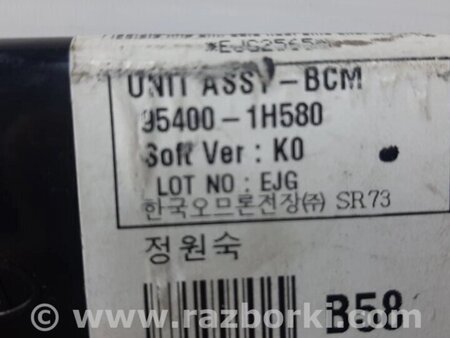 UNIT ASSY-BCM
95400-1H580
Soft Ver : K0
LOT NO : EJG
한국오므론전장㈜ SR73
정원숙
B58
© www.razborki.com